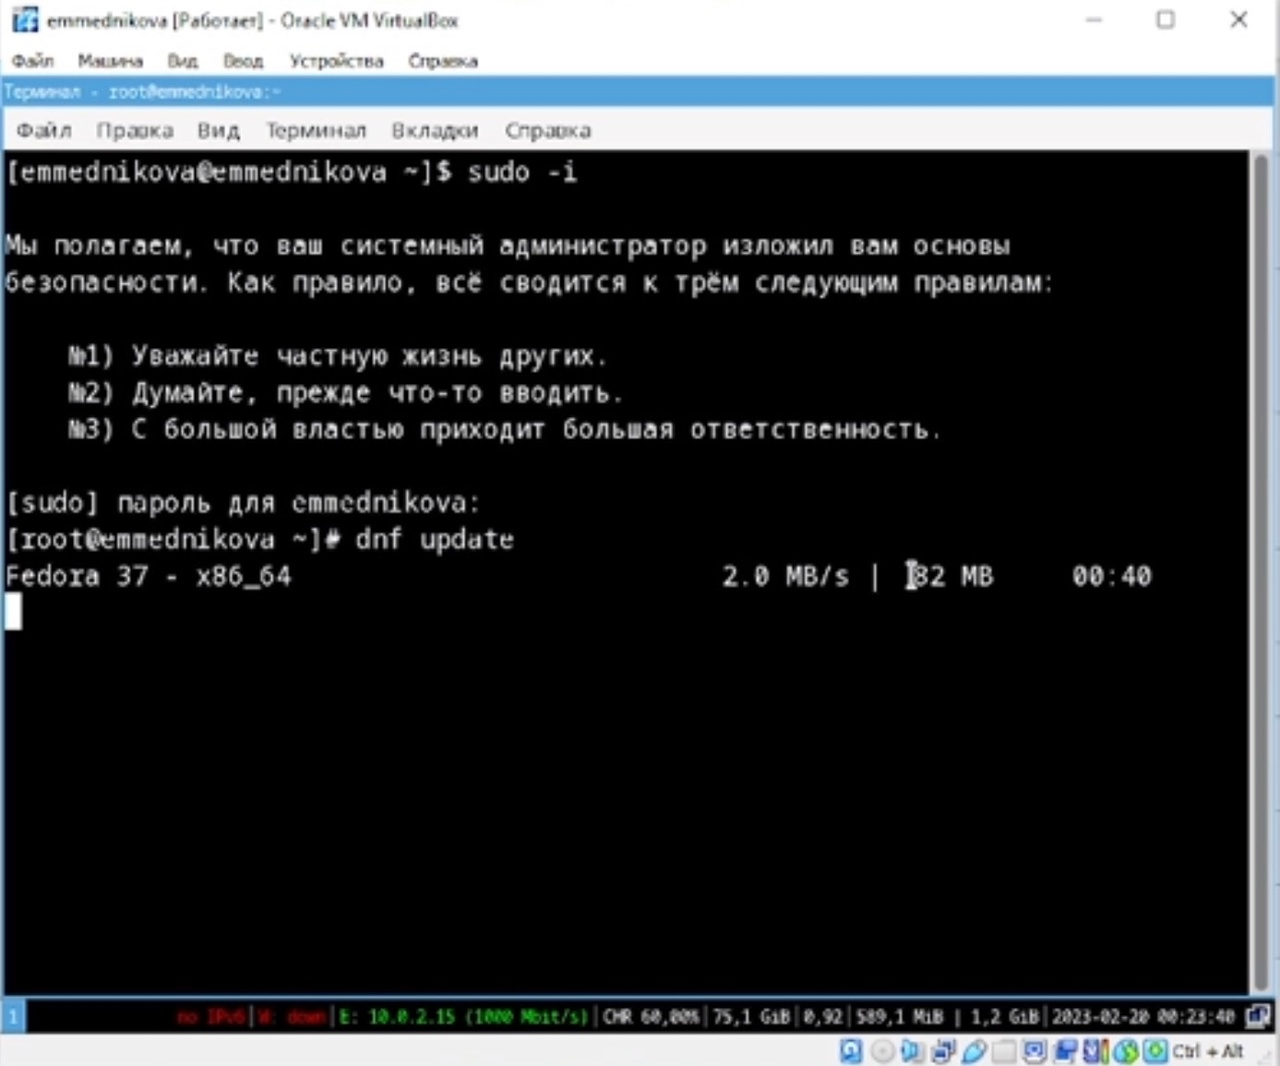 emmednikova [Работает] - Oracle VM VirtualBox
Файл Машина Вид Ввод Устройства Справка
Терминал - root@emmednikova:~
Файл Правка Вид Терминал Вкладки Справка
[emmednikova@emmednikova ~]$ sudo -i
Мы полагаем, что ваш системный администратор изложил вам основы
безопасности. Как правило, всё сводится к трём следующим правилам:
№1) Уважайте частную жизнь других.
№2) Думайте, прежде что-то вводить.
№3) С большой властью приходит большая ответственность.
[sudo] пароль для emmednikova:
[root@emmednikova ~]# dnf update
Fedora 37 - x86_64 2.0 MB/s | 82 MB 00:40
1 no IPv6|W: down|E: 10.0.2.15 (1000 Mbit/s)|CHR 60,00%|75,1 GiB|0,92|589,1 MiB | 1,2 GiB|2023-02-20 00:23:40
Ctrl + Alt